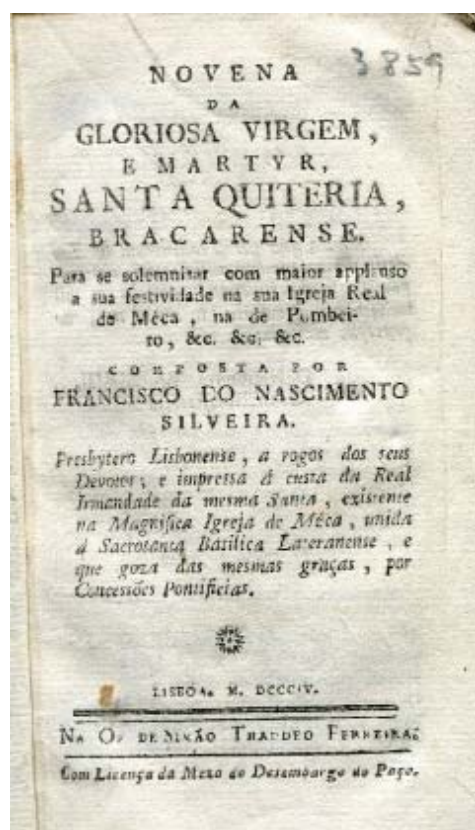 3859
NOVENA
DA
GLORIOSA VIRGEM,
E MARTYR,
SANTA QUITERIA,
BRACARENSE.
Para se solemnisar com maior applauso
a sua festividade na sua Igreja Real
de Méca, na de Pombei-
ro, &c. &c. &c.
COMPOSTA POR
FRANCISCO DO NASCIMENTO
SILVEIRA.
Presbytero Lisbonense, a rogos dos seus
Devotos; e impressa á custa da Real
Irmandade da mesma Santa, existente
na Magnifica Igreja de Méca, unida
á Sacrosanta Basilica Lateranense, e
que goza das mesmas graças, por
Concessões Pontificias.
LISBOA. M. DCCCIV.
NA OF. DE SIMÃO THADDEO FERREIRA.
Com Licença da Meza do Desembargo do Paço.